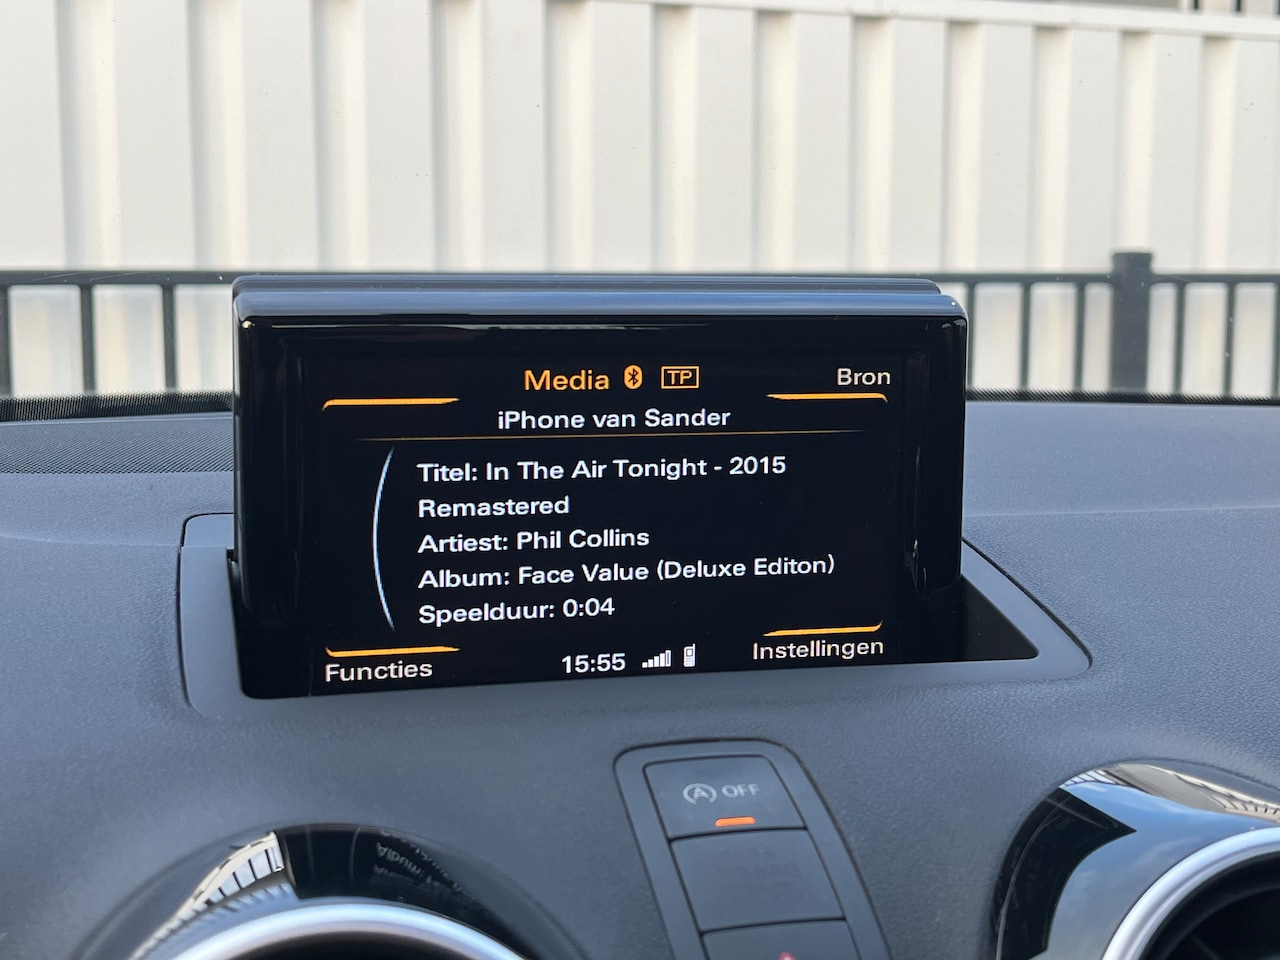 Media TP Bron
iPhone van Sander
Titel: In The Air Tonight - 2015
Remastered
Artiest: Phil Collins
Album: Face Value (Deluxe Editon)
Speelduur: 0:04
Functies 15:55 Instellingen
A OFF